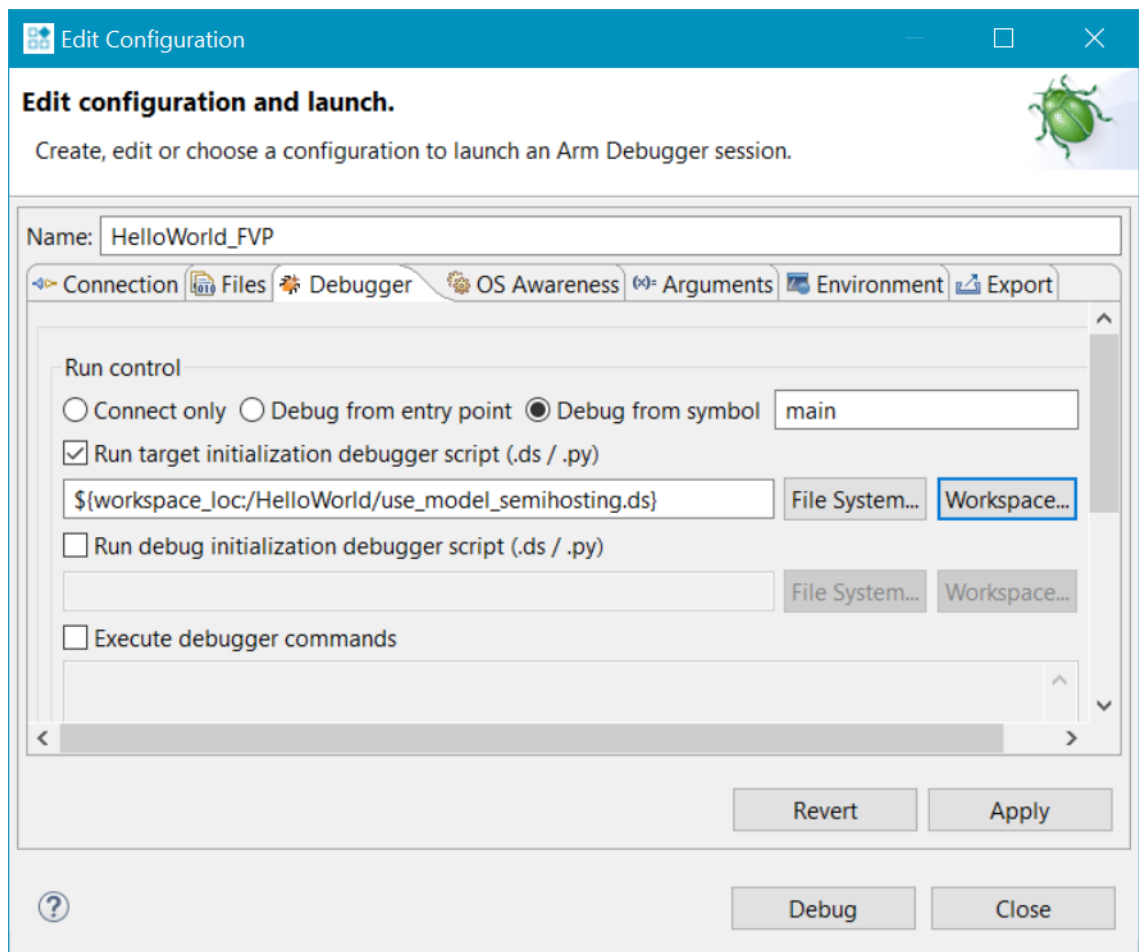 Edit Configuration
Edit configuration and launch.
Create, edit or choose a configuration to launch an Arm Debugger session.
Name: HelloWorld_FVP
Connection Files Debugger OS Awareness (x)= Arguments Environment Export
Run control
Connect only Debug from entry point Debug from symbol main
Run target initialization debugger script (.ds / .py)
${workspace_loc:/HelloWorld/use_model_semihosting.ds} File System... Workspace...
Run debug initialization debugger script (.ds / .py)
File System... Workspace...
Execute debugger commands
Revert Apply
? Debug Close